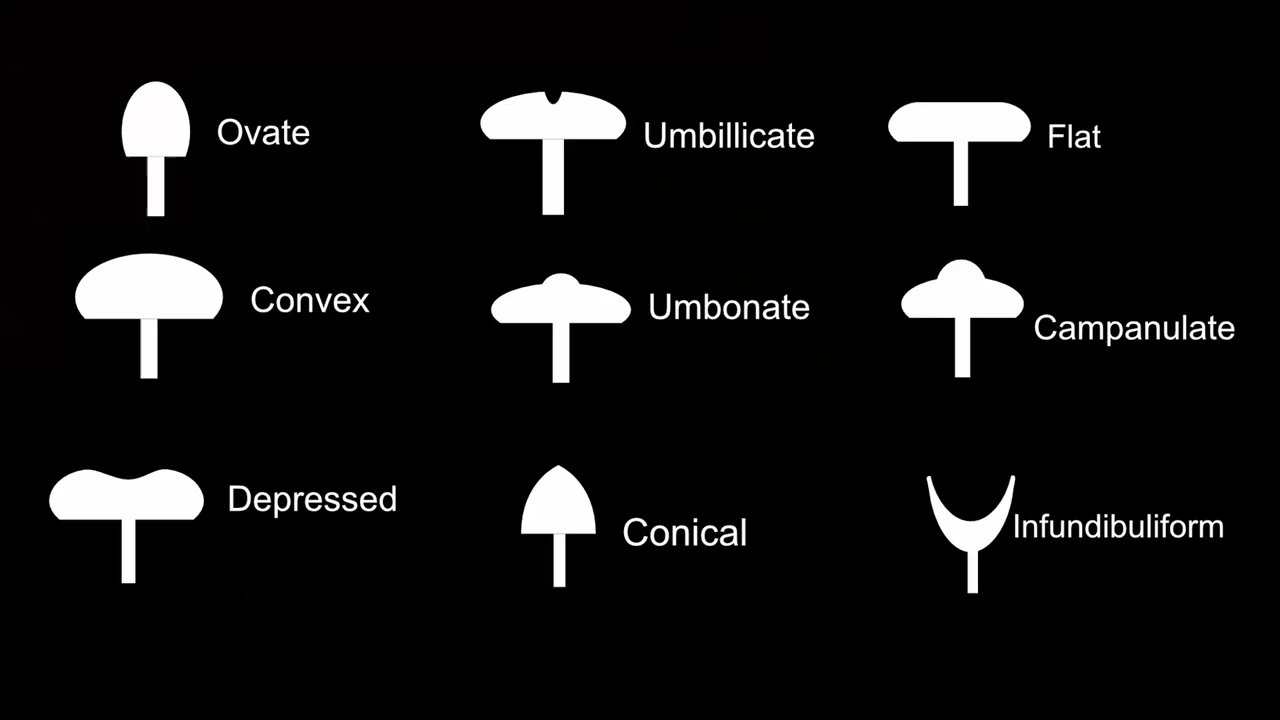 Ovate
Umbillicate
Flat
Convex
Umbonate
Campanulate
Depressed
Conical
Infundibuliform